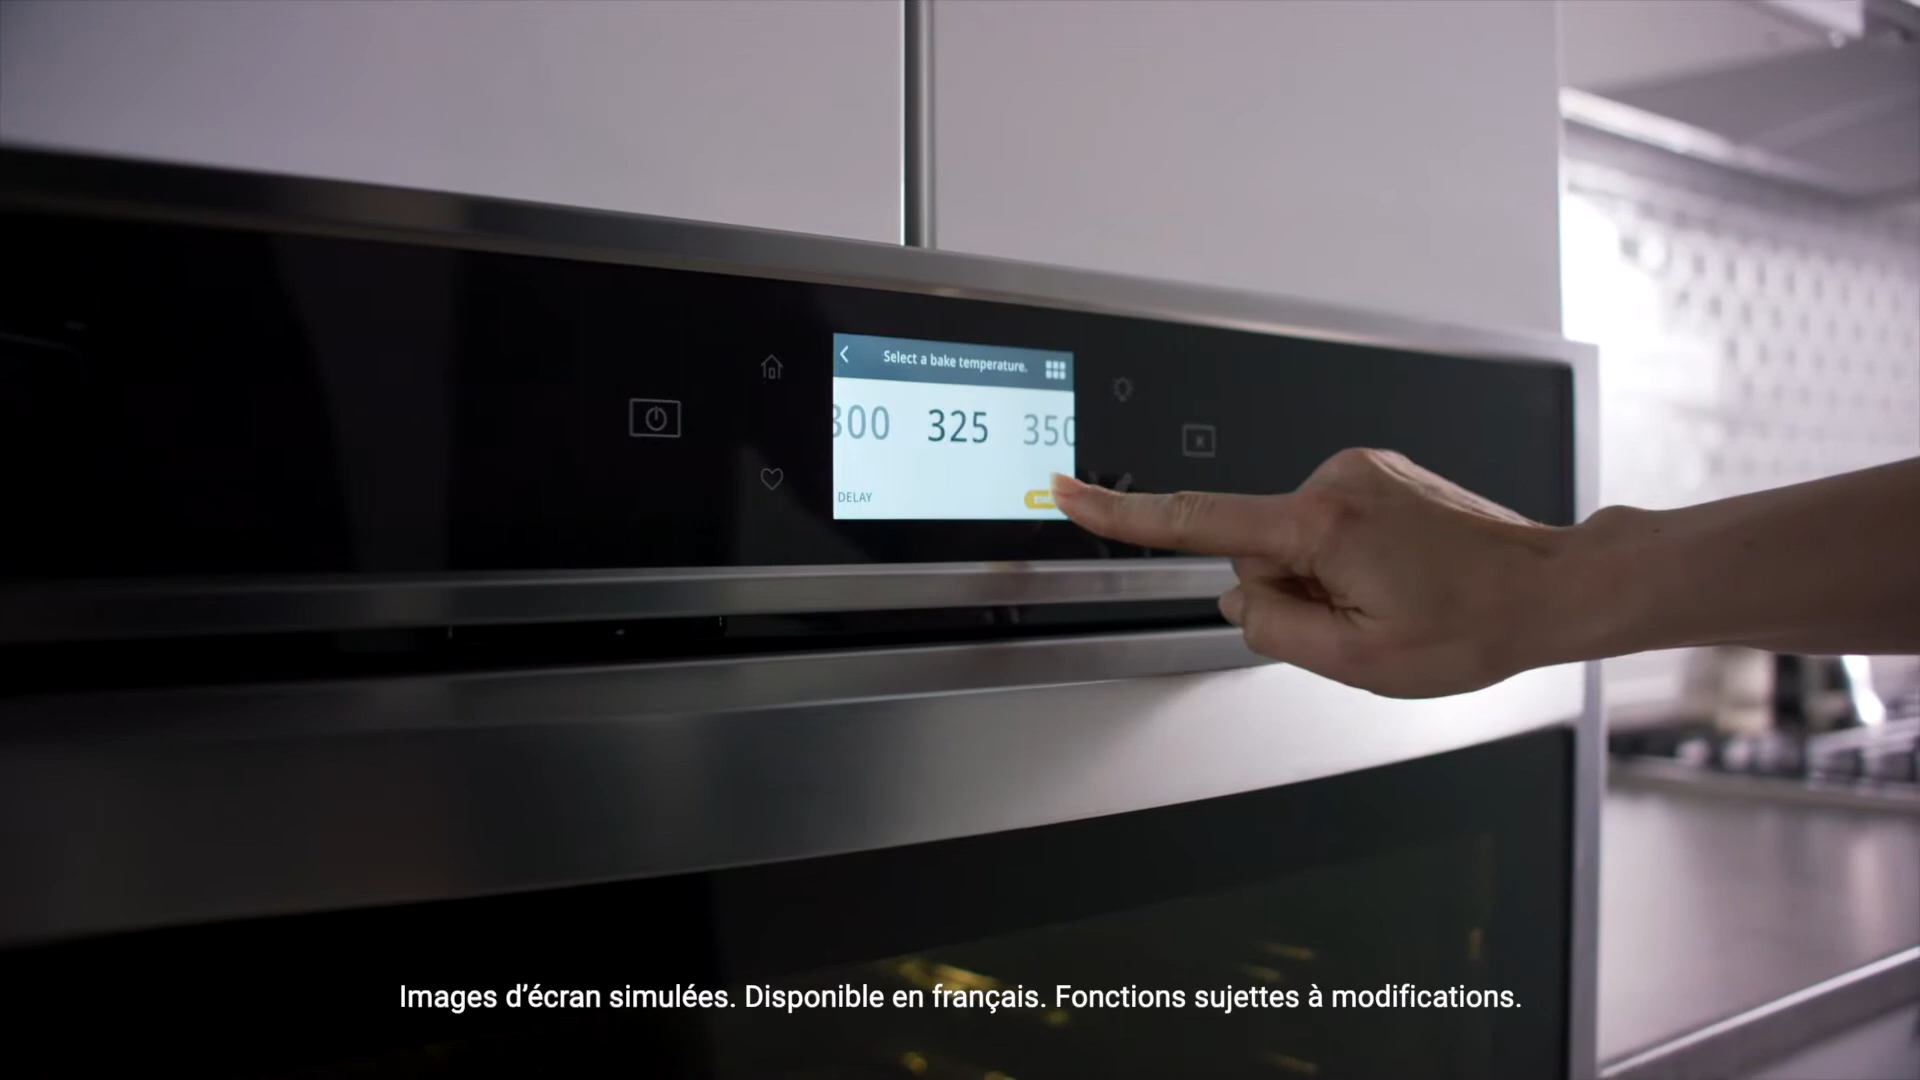 Select a bake temperature.
300 325 350
DELAY
Images d’écran simulées. Disponible en français. Fonctions sujettes à modifications.